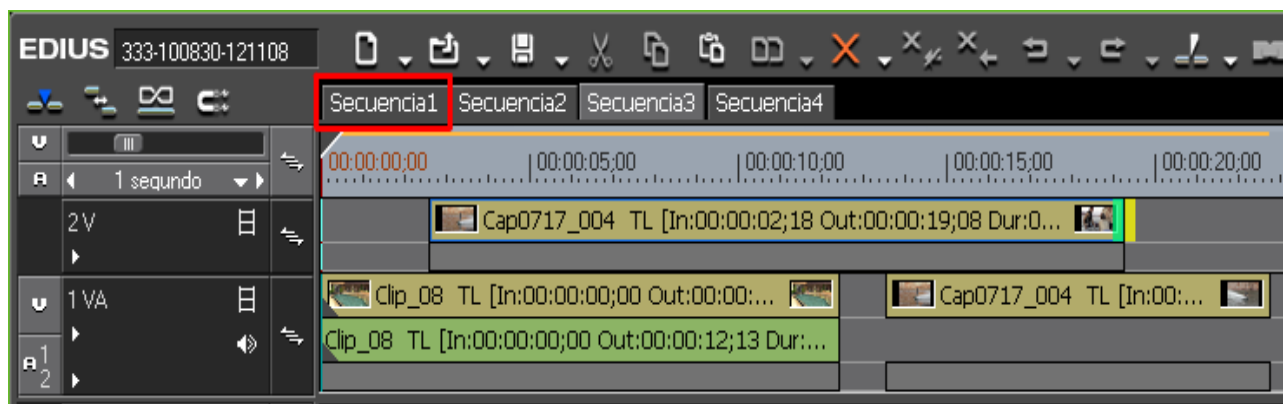 EDIUS 333-100830-121108
Secuencia1 Secuencia2 Secuencia3 Secuencia4
U
A 1 segundo
00:00:00;00 00:00:05;00 00:00:10;00 00:00:15;00 00:00:20;00
2 V
Cap0717_004 TL [In:00:00:02;18 Out:00:00:19;08 Dur:0...
U 1 VA
Clip_08 TL [In:00:00:00;00 Out:00:00:... Cap0717_004 TL [In:00:...
A 1 2
Clip_08 TL [In:00:00:00;00 Out:00:00:12;13 Dur:...